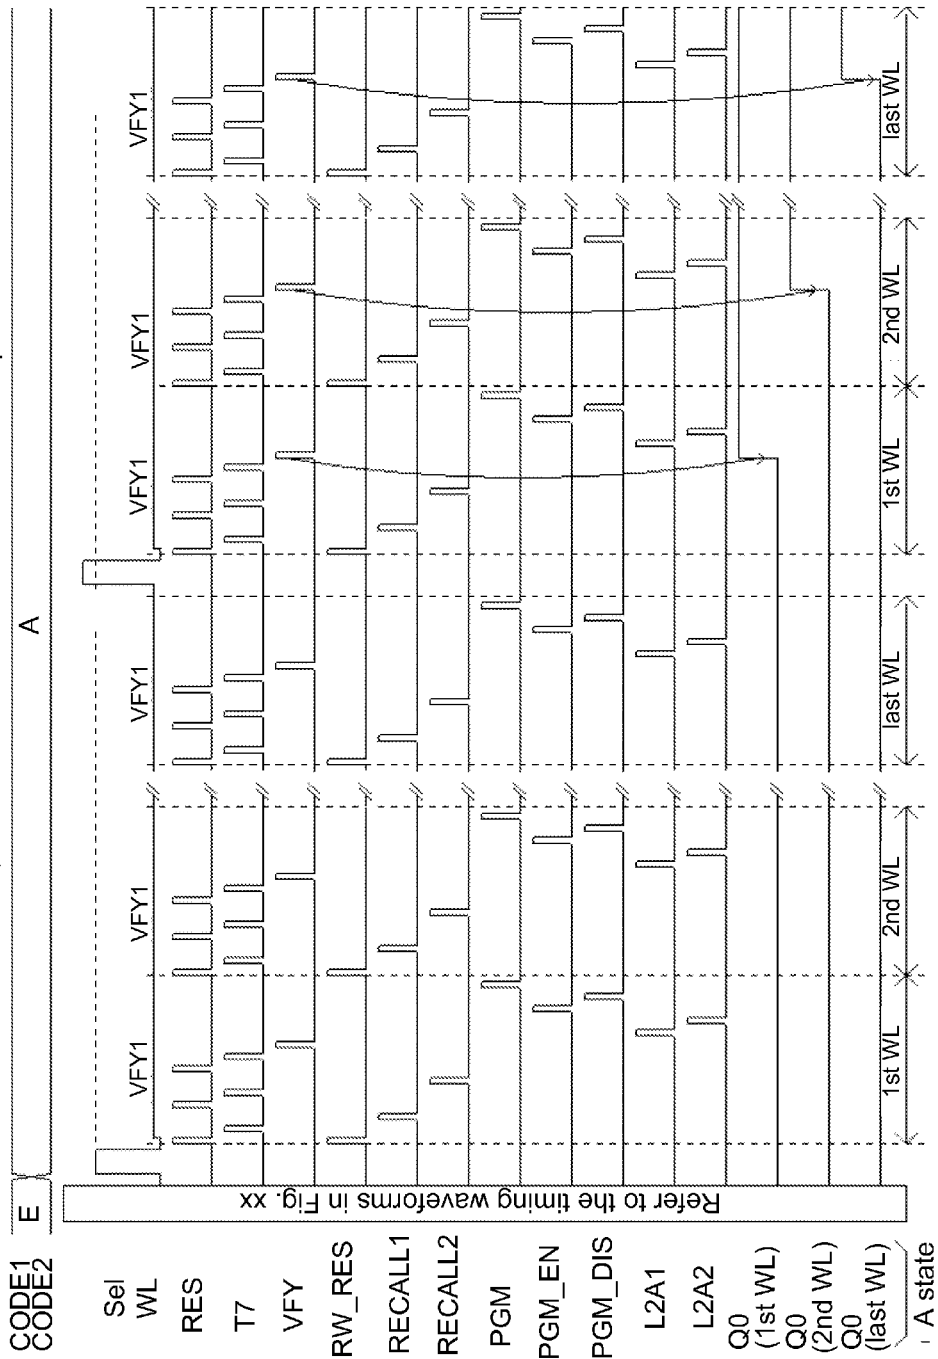 CODE1
CODE2
E
A
Sel
WL
VFY1
VFY1
VFY1
VFY1
VFY1
VFY1
VFY1
RES
T7
VFY
RW_RES
RECALL1
RECALL2
PGM
PGM_EN
PGM_DIS
L2A1
L2A2
Q0
(1st WL)
Q0
(2nd WL)
Q0
(last WL)
A state
Refer to the timing waveforms in Fig. xx
1st WL
2nd WL
last WL
1st WL
2nd WL
last WL